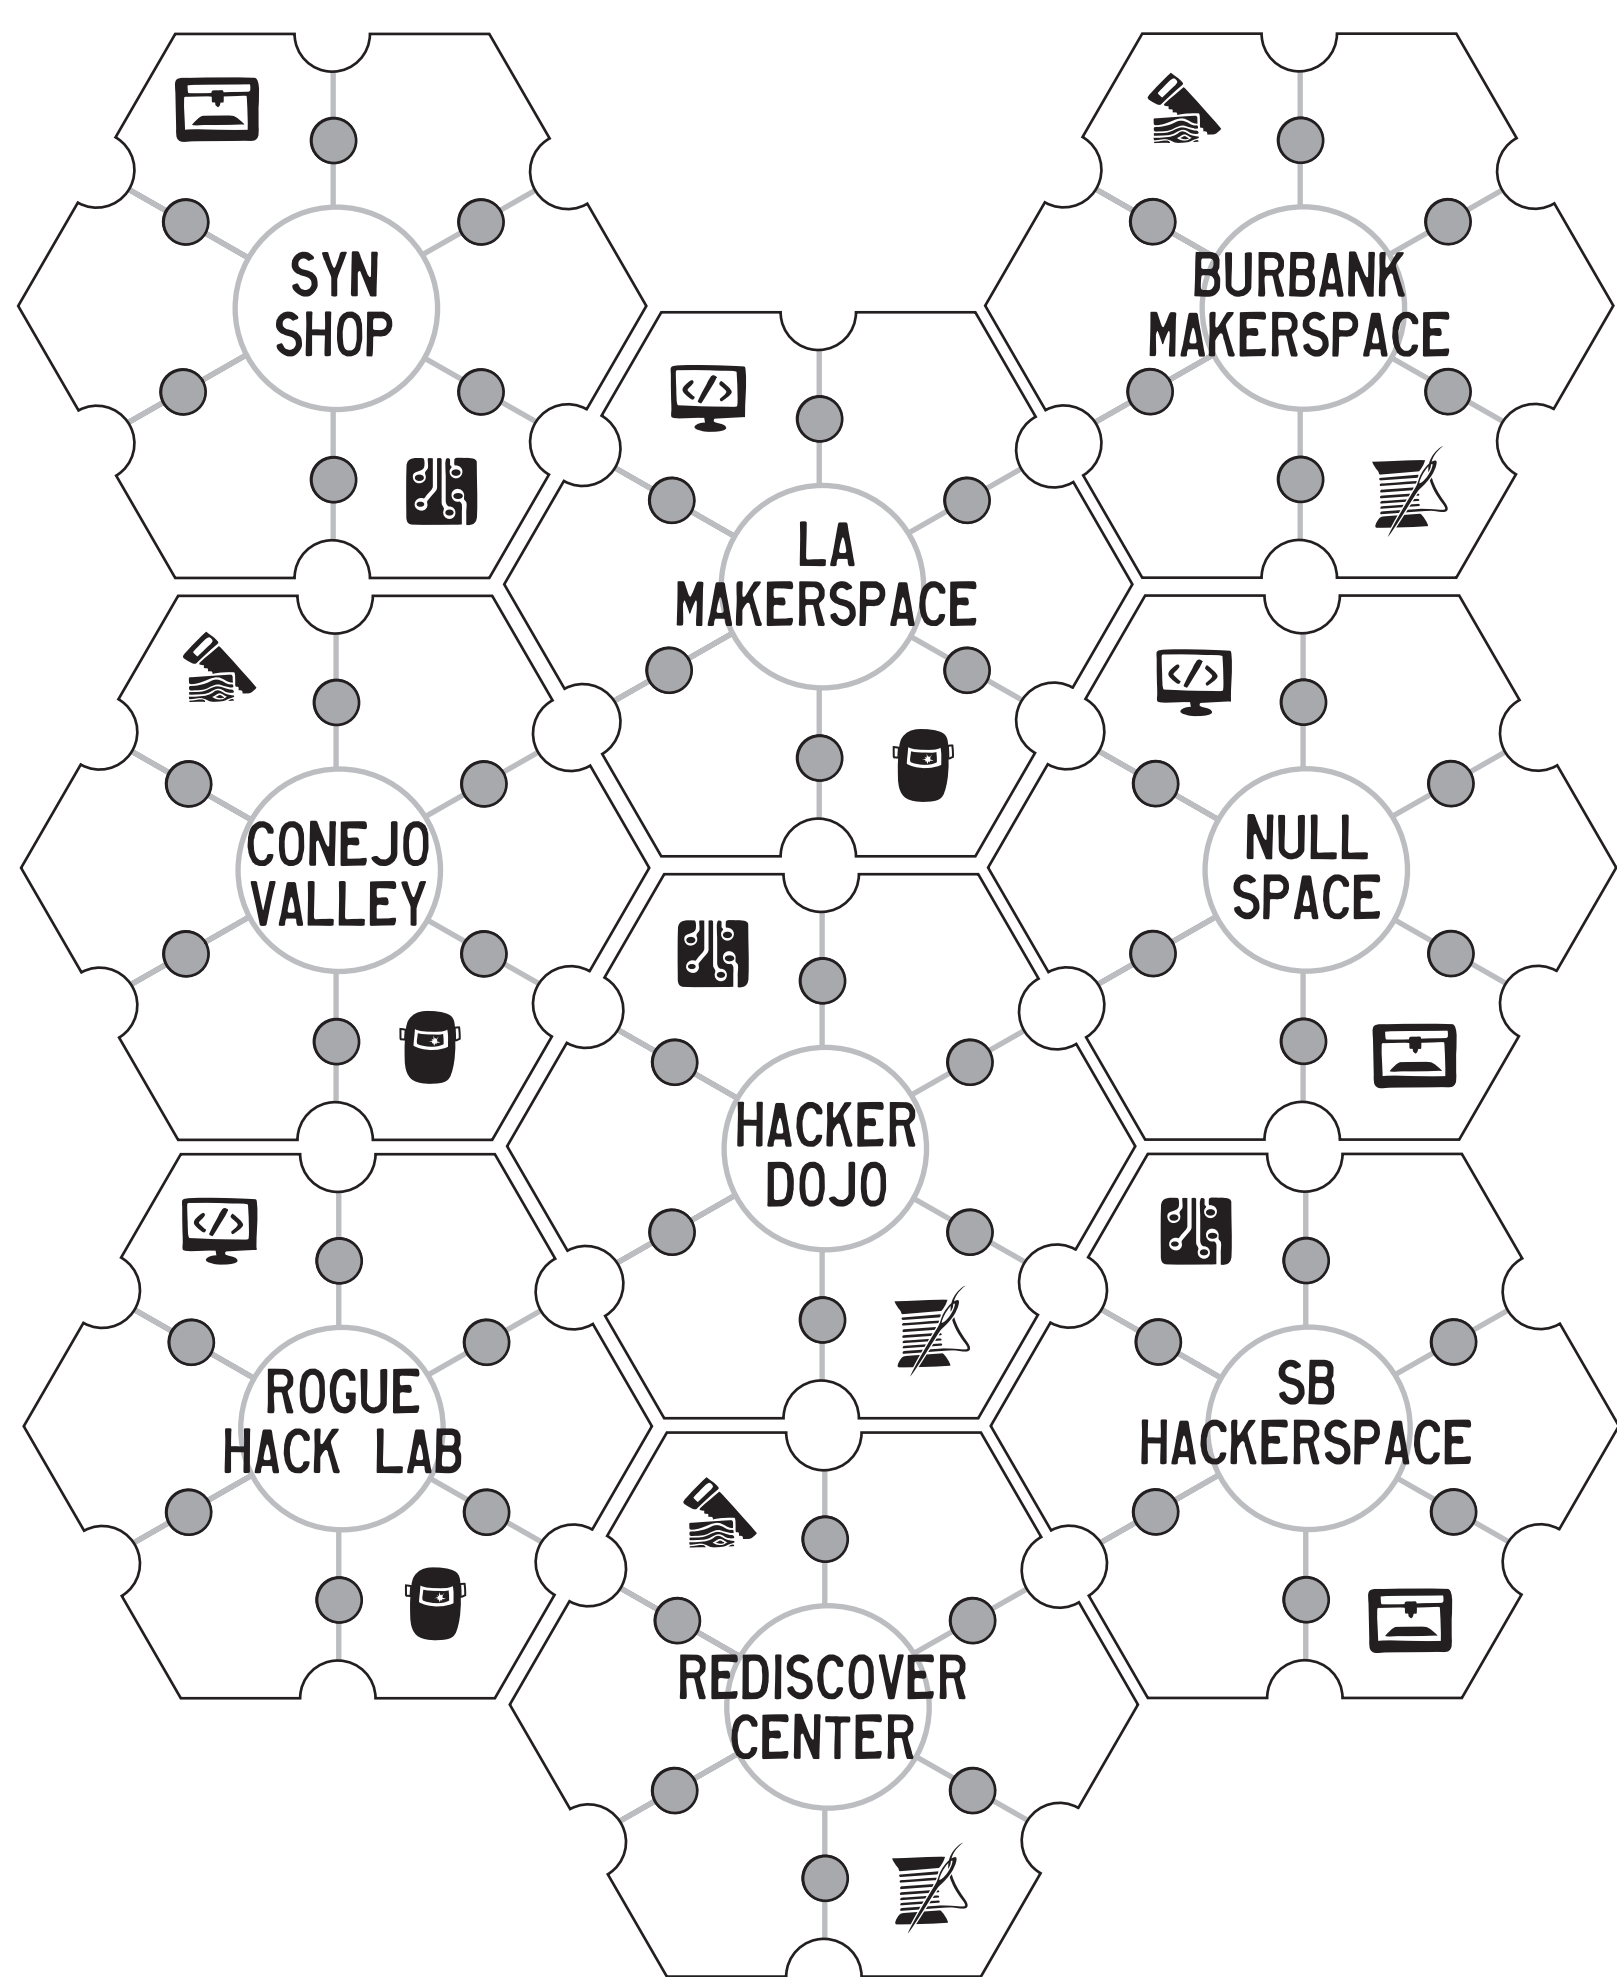 SYN
SHOP
BURBANK
MAKERSPACE
LA
MAKERSPACE
</>
CONEJO
VALLEY
NULL
SPACE
</>
HACKER
DOJO
ROGUE
HACK LAB
</>
SB
HACKERSPACE
REDISCOVER
CENTER